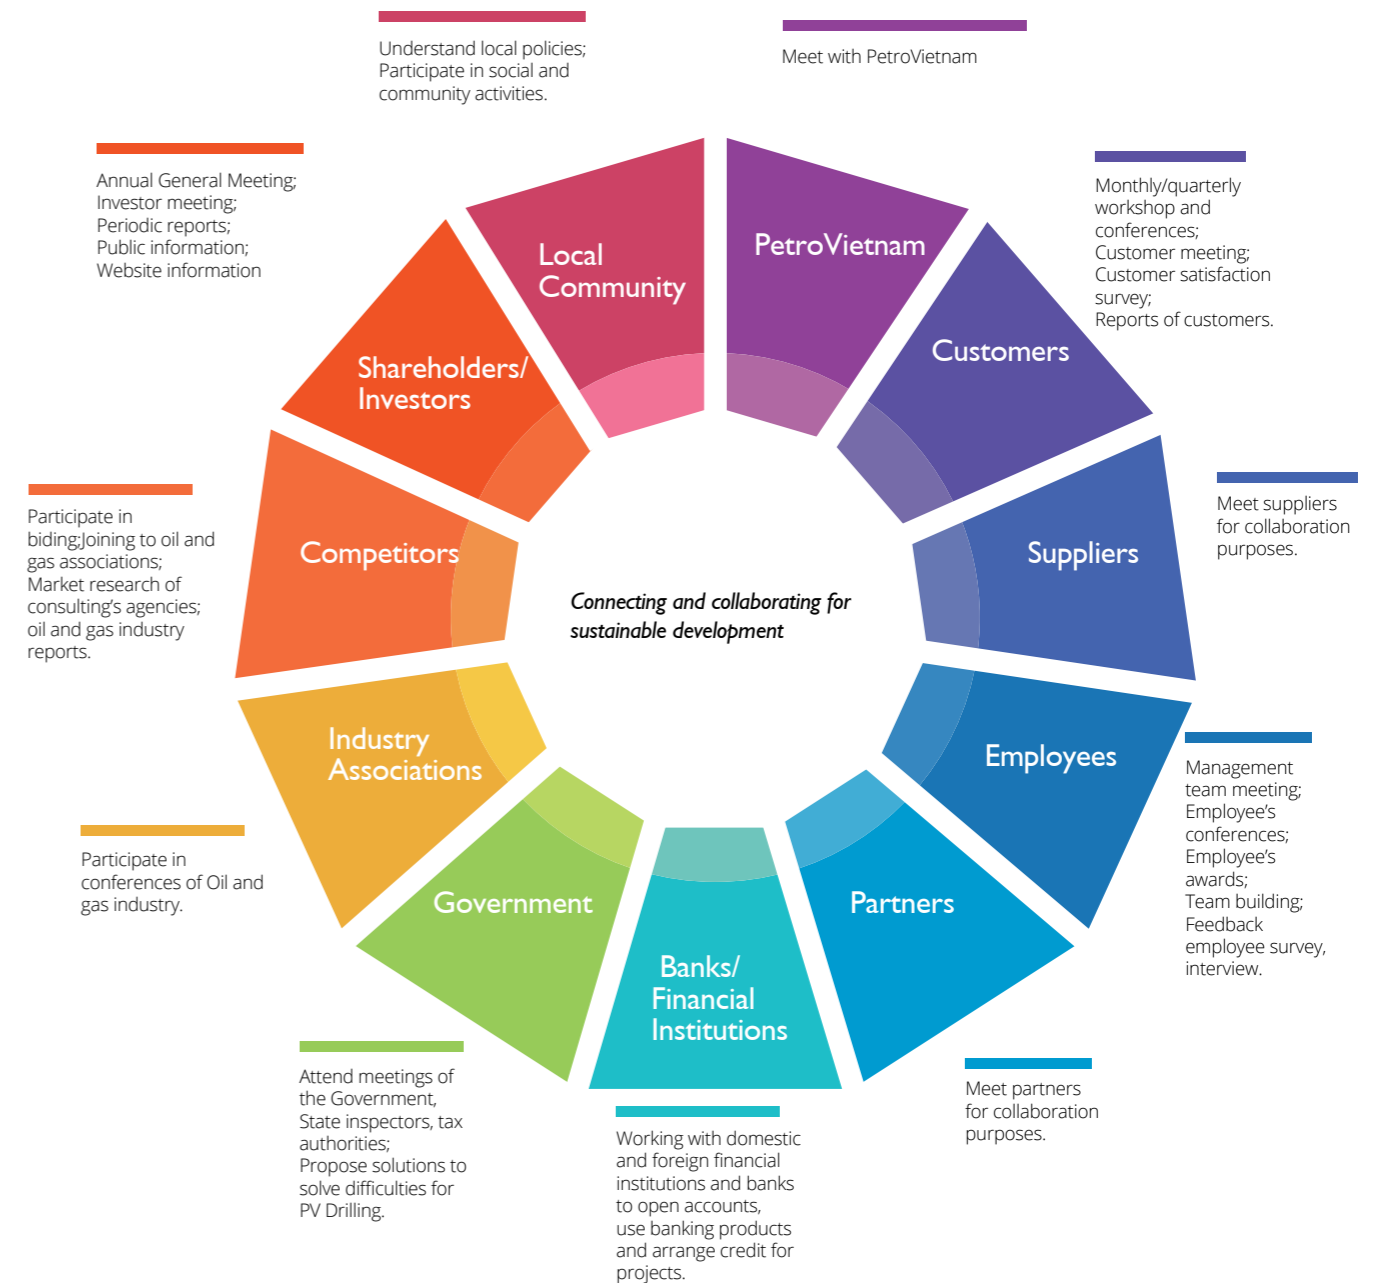 Understand local policies;
Participate in social and
community activities.
Meet with PetroVietnam
Annual General Meeting;
Investor meeting;
Periodic reports;
Public information;
Website information
Monthly/quarterly
workshop and
conferences;
Customer meeting;
Customer satisfaction
survey;
Reports of customers.
Local
Community
PetroVietnam
Customers
Shareholders/
Investors
Participate in
biding;Joining to oil and
gas associations;
Market research of
consulting's agencies;
oil and gas industry
reports.
Competitors
Suppliers
Meet suppliers
for collaboration
purposes.
Connecting and collaborating for
sustainable development
Industry
Associations
Employees
Management
team meeting;
Employee's
conferences;
Employee's
awards;
Team building;
Feedback
employee survey,
interview.
Participate in
conferences of Oil and
gas industry.
Government
Partners
Banks/
Financial
Institutions
Attend meetings of
the Government,
State inspectors, tax
authorities;
Propose solutions to
solve difficulties for
PV Drilling.
Working with domestic
and foreign financial
institutions and banks
to open accounts,
use banking products
and arrange credit for
projects.
Meet partners
for collaboration
purposes.